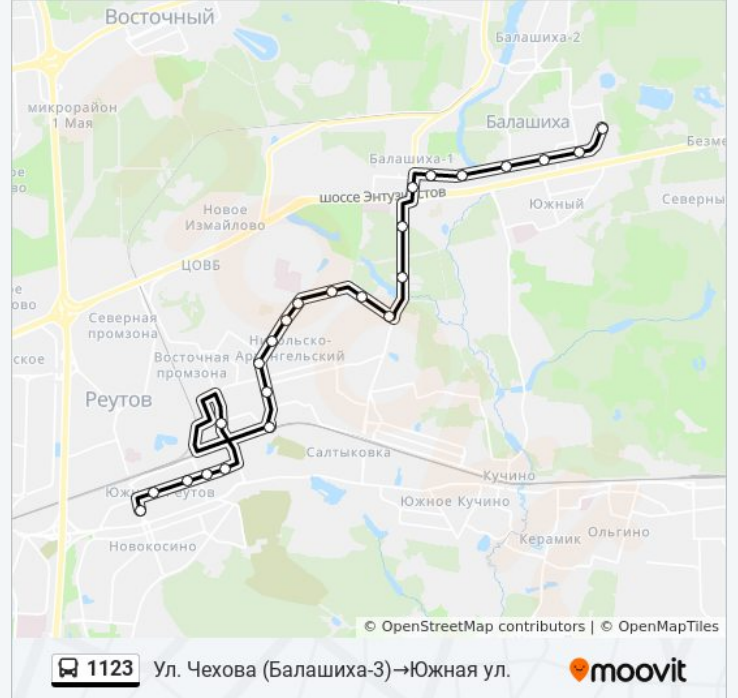 Восточный
Балашиха-2
микрорайон
1 Мая
Балашиха
Безме
Балашиха-1
шоссе Энтузиастов
Южный
Северны
Новое
Измайлово
ЦОВБ
Северная
промзона
Никольско-
Архангельский
Восточная
промзона
ское
Реутов
Салтыковка
Кучино
Южное Кучино
Новокосино
Керамик
Ольгино
© OpenStreetMap contributors | © OpenMapTiles
1123 Ул. Чехова (Балашиха-3)→Южная ул. moovit